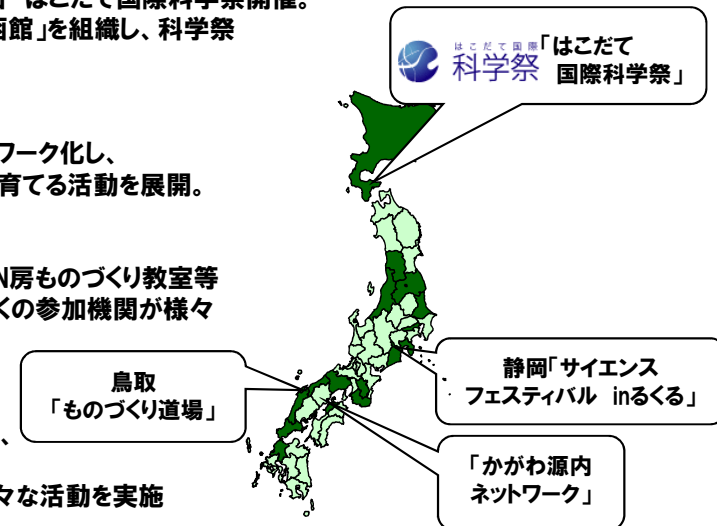 はこだて国際科学祭開催。
函館」を組織し、科学祭
はこだて国際
科学祭
「はこだて
国際科学祭」
ワーク化し、
育てる活動を展開。
房ものづくり教室等
くの参加機関が様々
鳥取
「ものづくり道場」
静岡「サイエンス
フェスティバル inるくる」
、
「かがわ源内
ネットワーク」
々な活動を実施